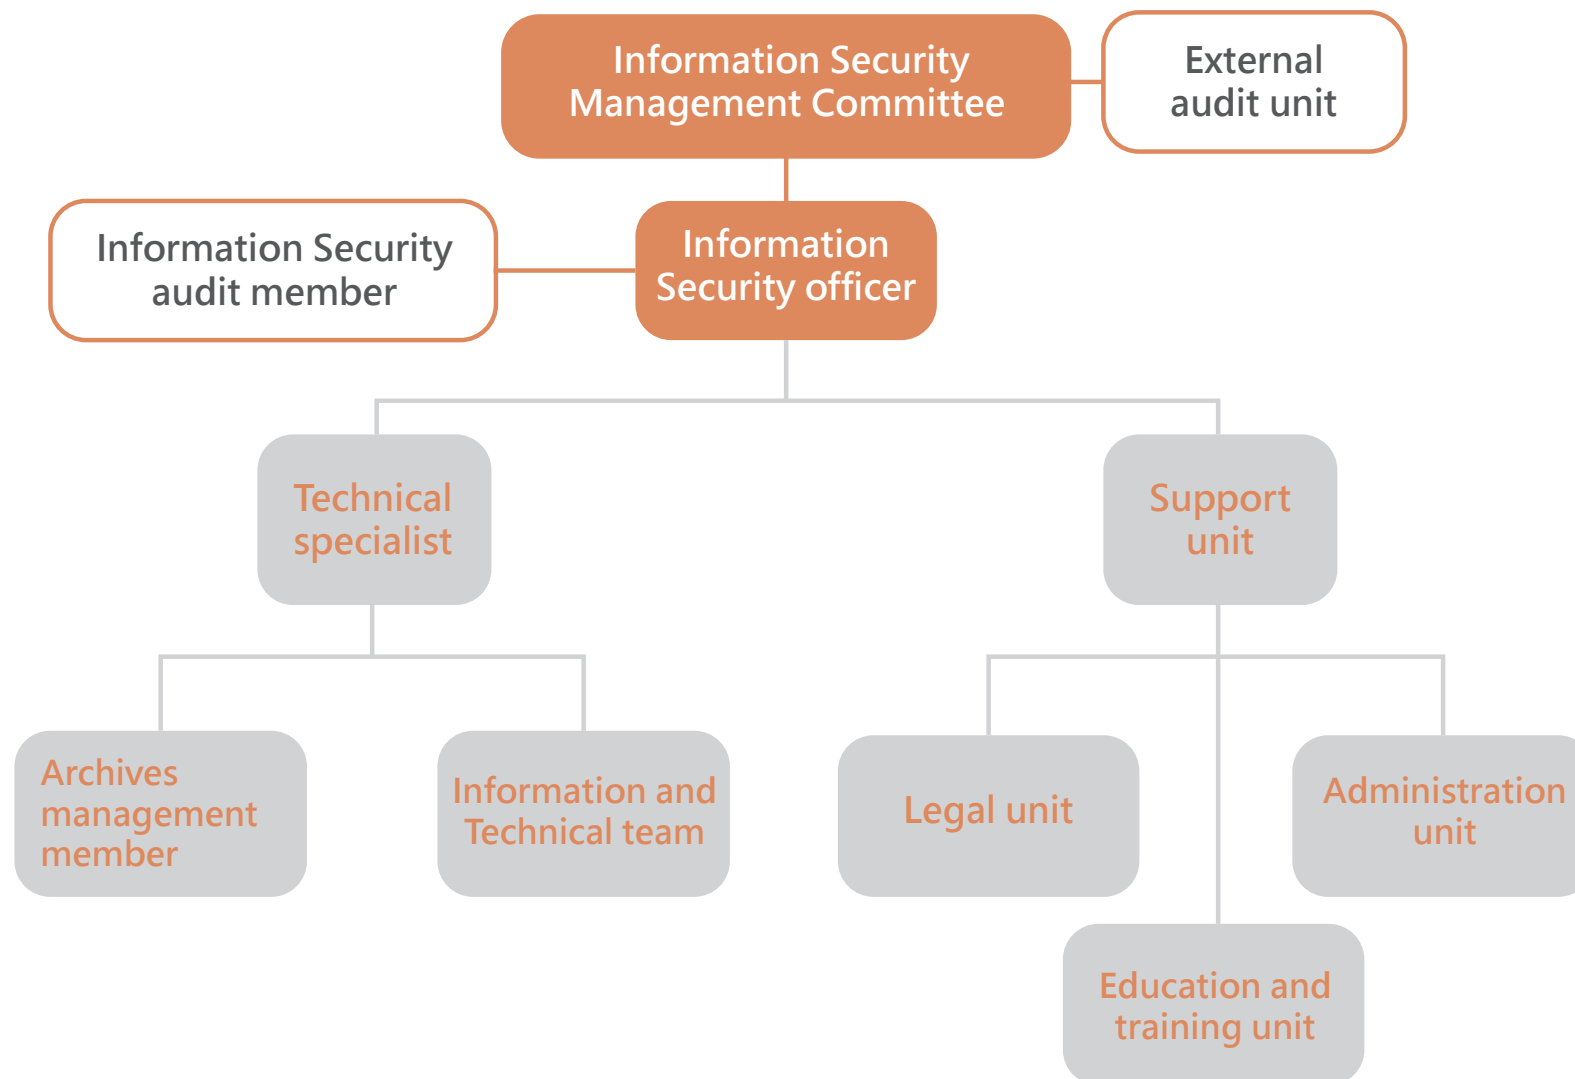 Information Security
Management Committee
External
audit unit
Information Security
audit member
Information
Security officer
Technical
specialist
Support
unit
Archives
management
member
Information and
Technical team
Legal unit
Administration
unit
Education and
training unit